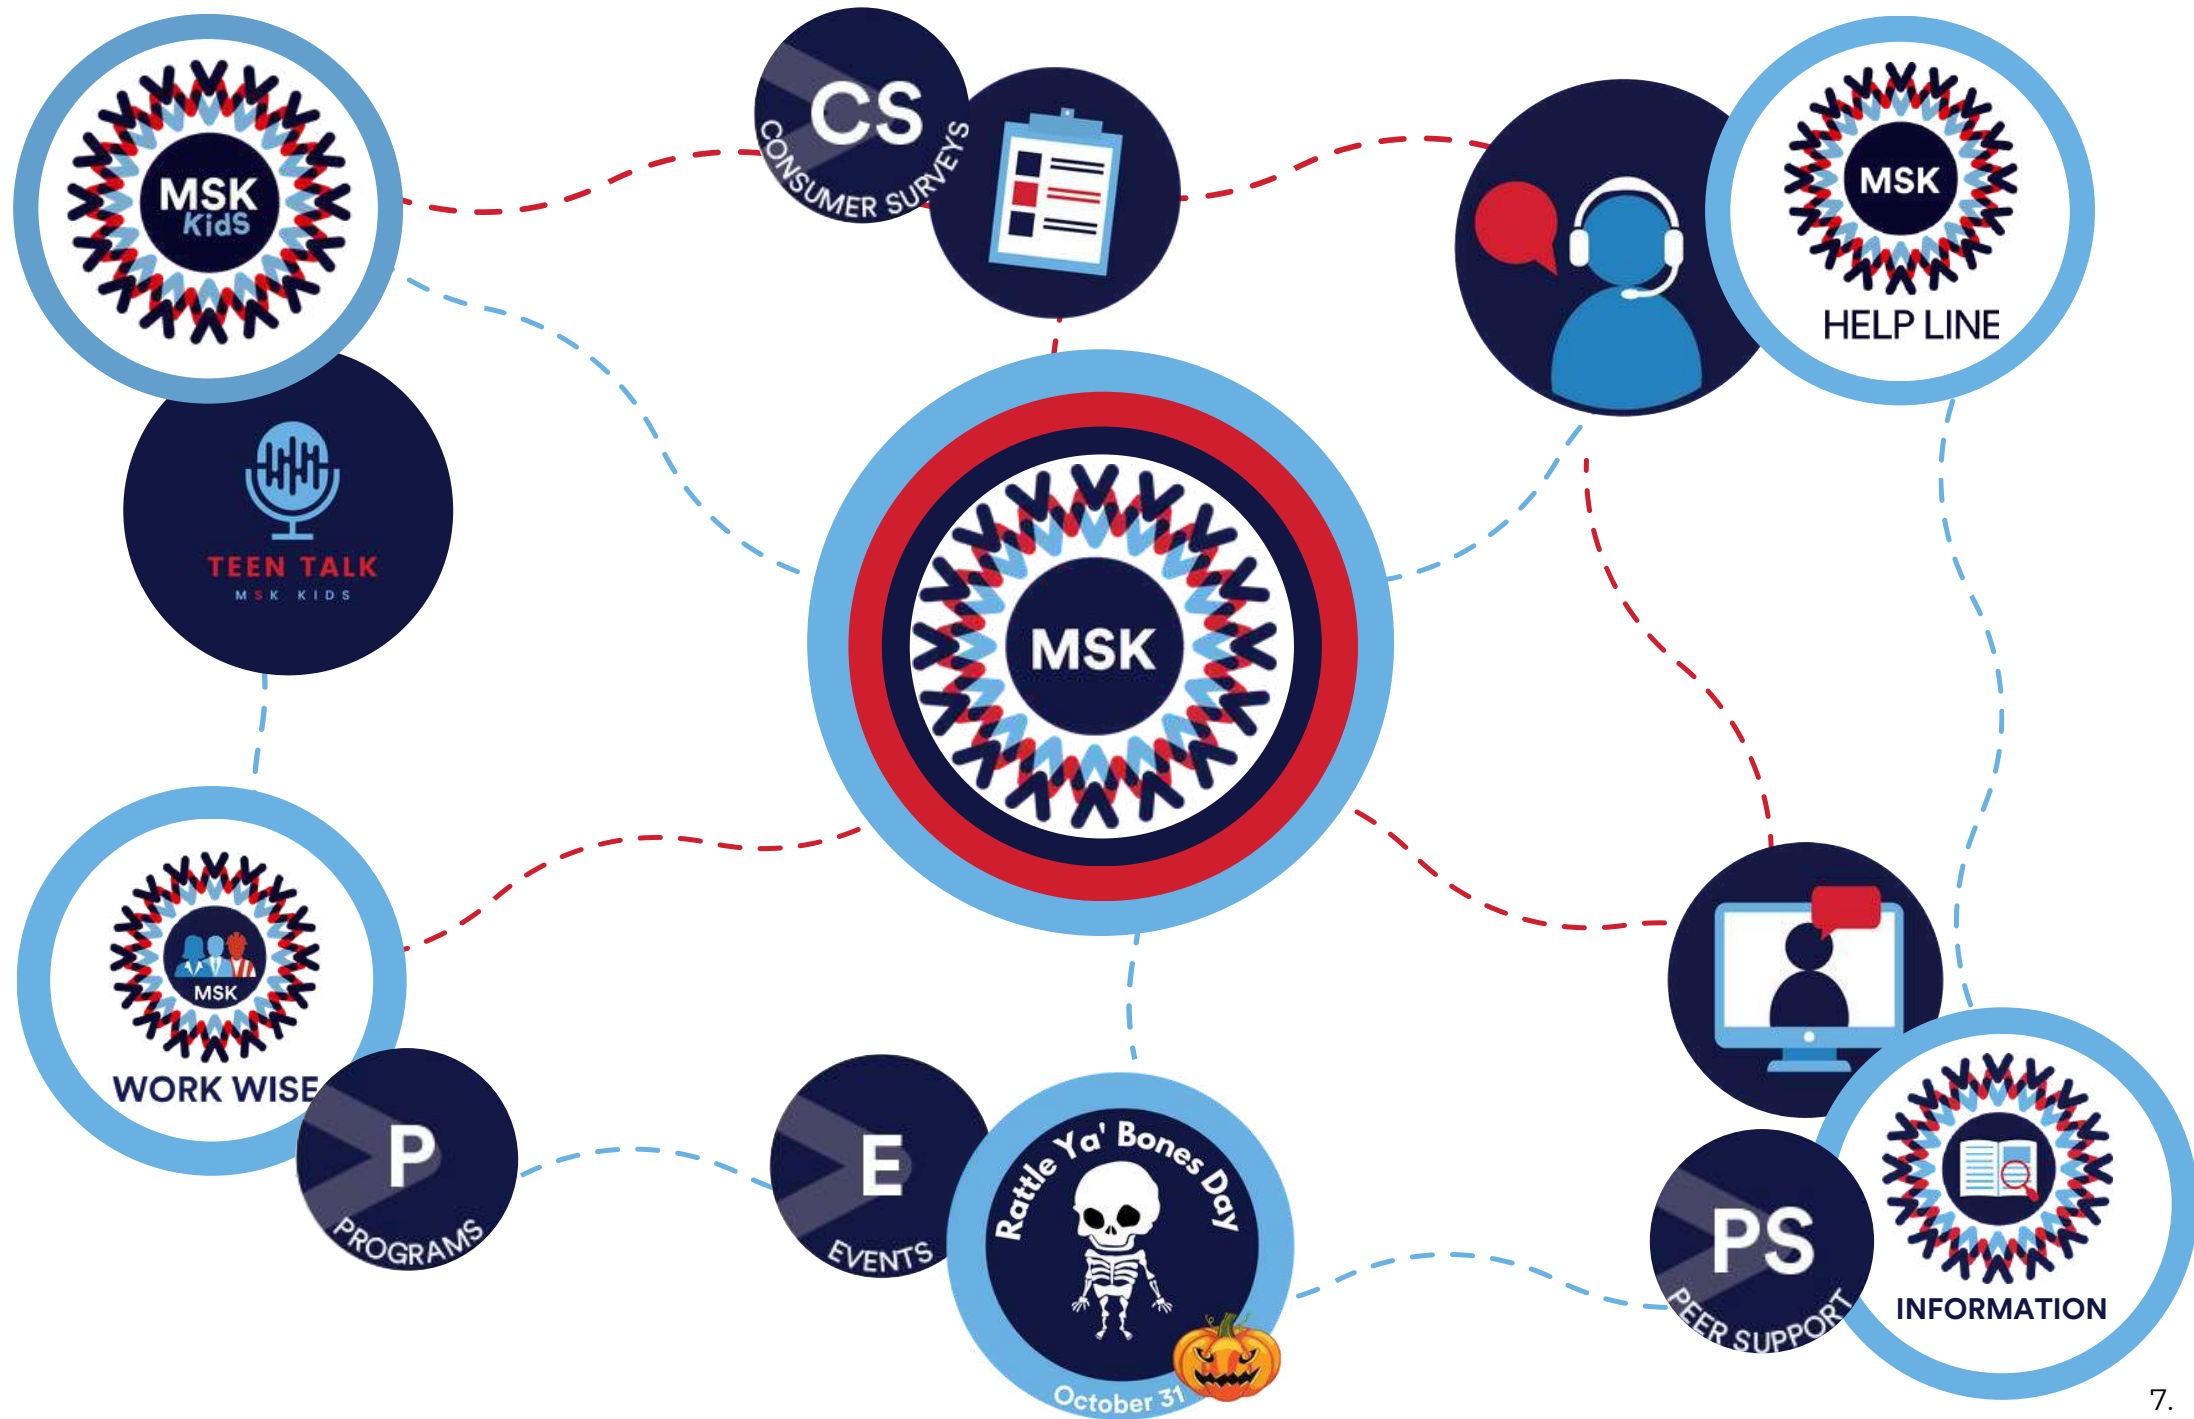 MSK
KidS
CS
CONSUMER SURVEYS
MSK
HELP LINE
TEEN TALK
MSK KIDS
MSK
MSK
WORK WISE
P
PROGRAMS
E
EVENTS
Rattle Ya' Bones Day
October 31
PS
PEER SUPPORT
INFORMATION
7.